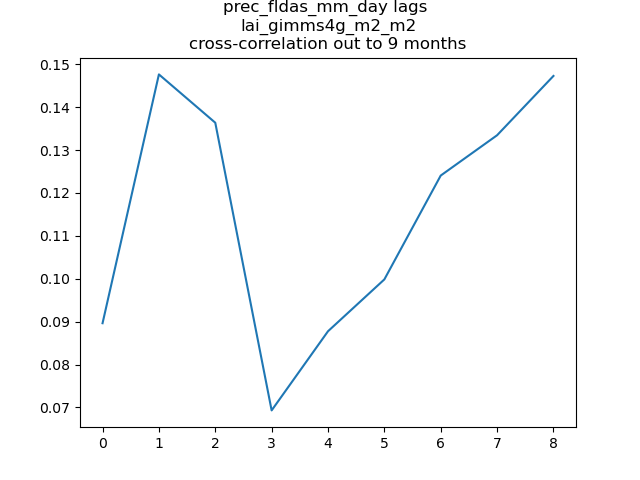 prec_fldas_mm_day lags
lai_gimms4g_m2_m2
cross-correlation out to 9 months
0.15
0.14
0.13
0.12
0.11
0.10
0.09
0.08
0.07
0 1 2 3 4 5 6 7 8